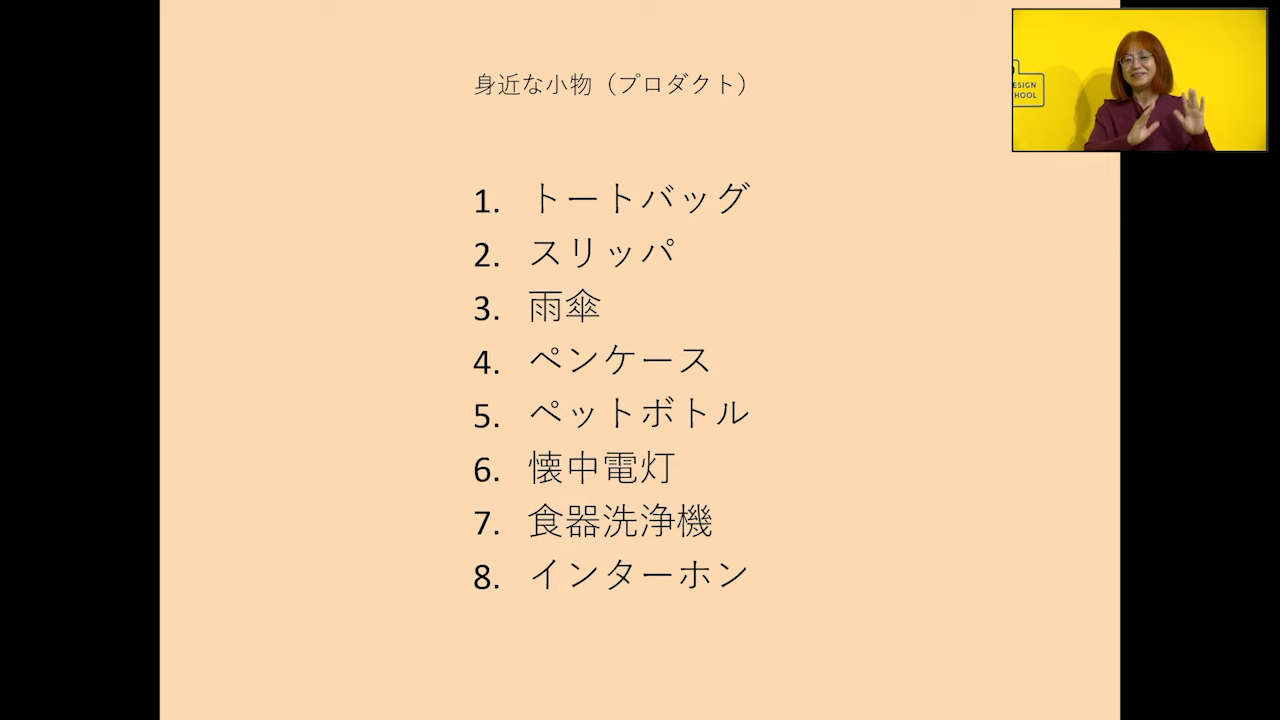 身近な小物（プロダクト）
1. トートバッグ
2. スリッパ
3. 雨傘
4. ペンケース
5. ペットボトル
6. 懐中電灯
7. 食器洗浄機
8. インターホン
ESIGN
HOOL